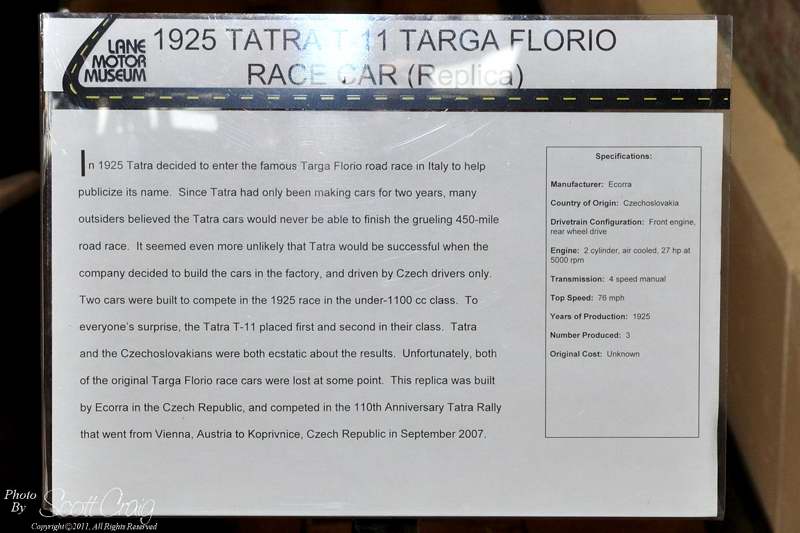 LANE
MOTOR
MUSEUM
1925 TATRA T-11 TARGA FLORIO
RACE CAR (Replica)
In 1925 Tatra decided to enter the famous Targa Florio road race in Italy to help
publicize its name. Since Tatra had only been making cars for two years, many
outsiders believed the Tatra cars would never be able to finish the grueling 450-mile
road race. It seemed even more unlikely that Tatra would be successful when the
company decided to build the cars in the factory, and driven by Czech drivers only.
Two cars were built to compete in the 1925 race in the under-1100 cc class. To
everyone's surprise, the Tatra T-11 placed first and second in their class. Tatra
and the Czechoslovakians were both ecstatic about the results. Unfortunately, both
of the original Targa Florio race cars were lost at some point. This replica was built
by Ecorra in the Czech Republic, and competed in the 110th Anniversary Tatra Rally
that went from Vienna, Austria to Koprivnice, Czech Republic in September 2007.
Specifications:
Manufacturer: Ecorra
Country of Origin: Czechoslovakia
Drivetrain Configuration: Front engine,
rear wheel drive
Engine: 2 cylinder, air cooled, 27 hp at
5000 rpm
Transmission: 4 speed manual
Top Speed: 76 mph
Years of Production: 1925
Number Produced: 3
Original Cost: Unknown
Photo
By Scott Craig
Copyright©2011, All Rights Reserved